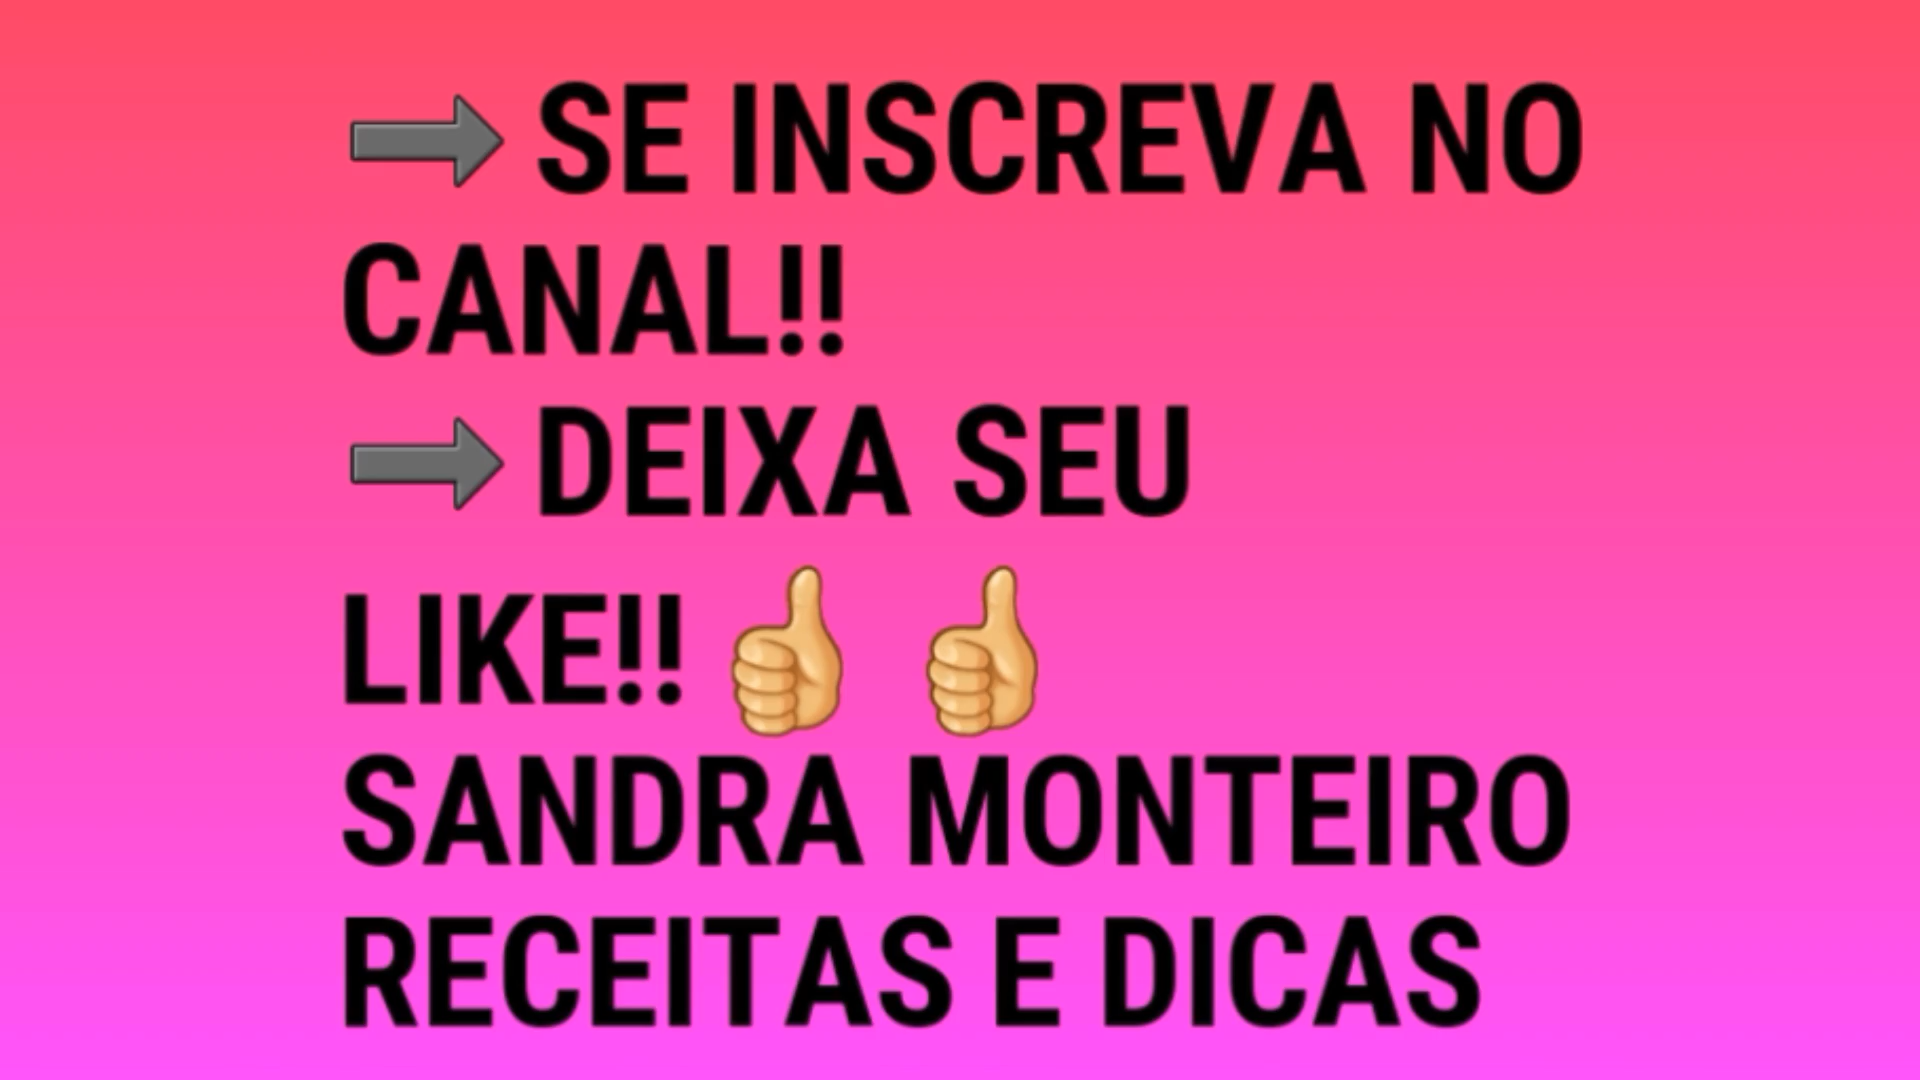 ➡ SE INSCREVA NO
CANAL!!
➡ DEIXA SEU
LIKE!! 👍 👍
SANDRA MONTEIRO
RECEITAS E DICAS